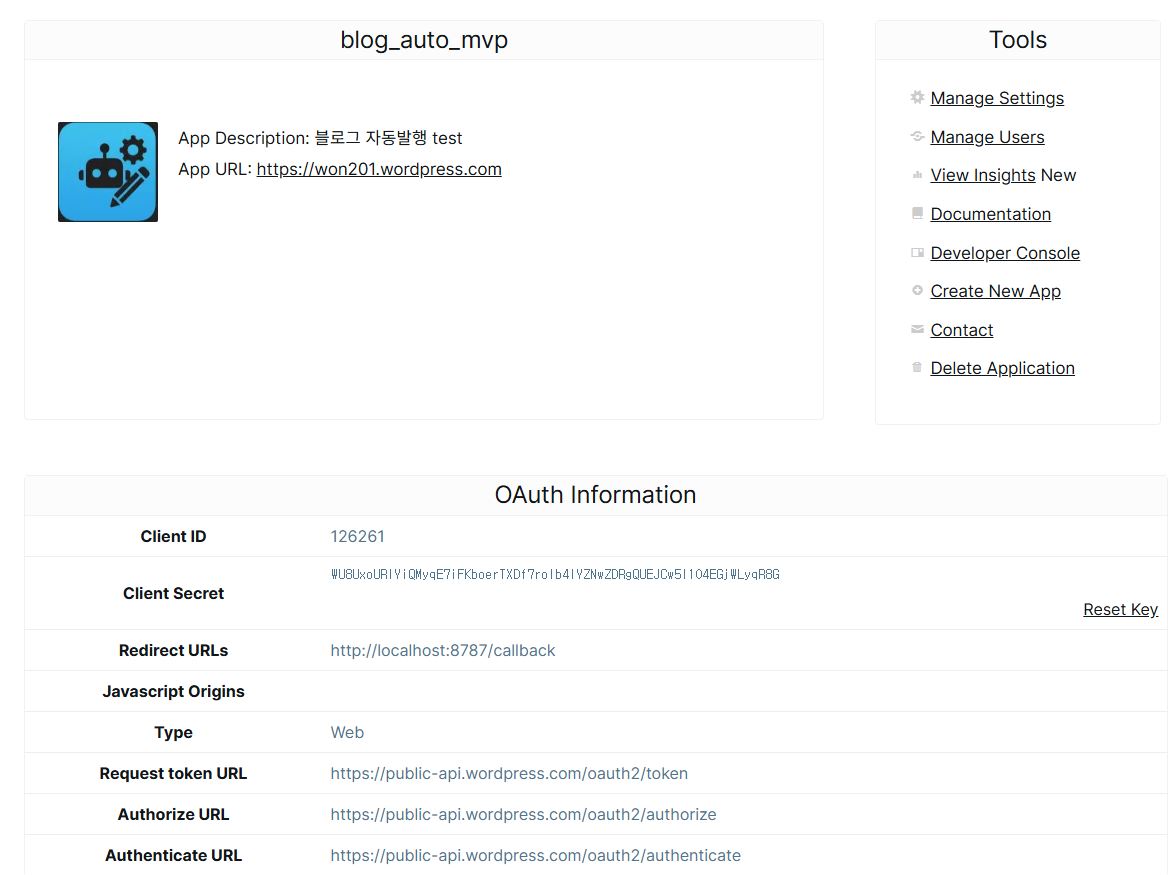 blog_auto_mvp
App Description: 블로그 자동발행 test
App URL: https://won201.wordpress.com
Tools
Manage Settings
Manage Users
View Insights New
Documentation
Developer Console
Create New App
Contact
Delete Application
OAuth Information
Client ID 126261
Client Secret
Reset Key
Redirect URLs http://localhost:8787/callback
Javascript Origins
Type Web
Request token URL https://public-api.wordpress.com/oauth2/token
Authorize URL https://public-api.wordpress.com/oauth2/authorize
Authenticate URL https://public-api.wordpress.com/oauth2/authenticate